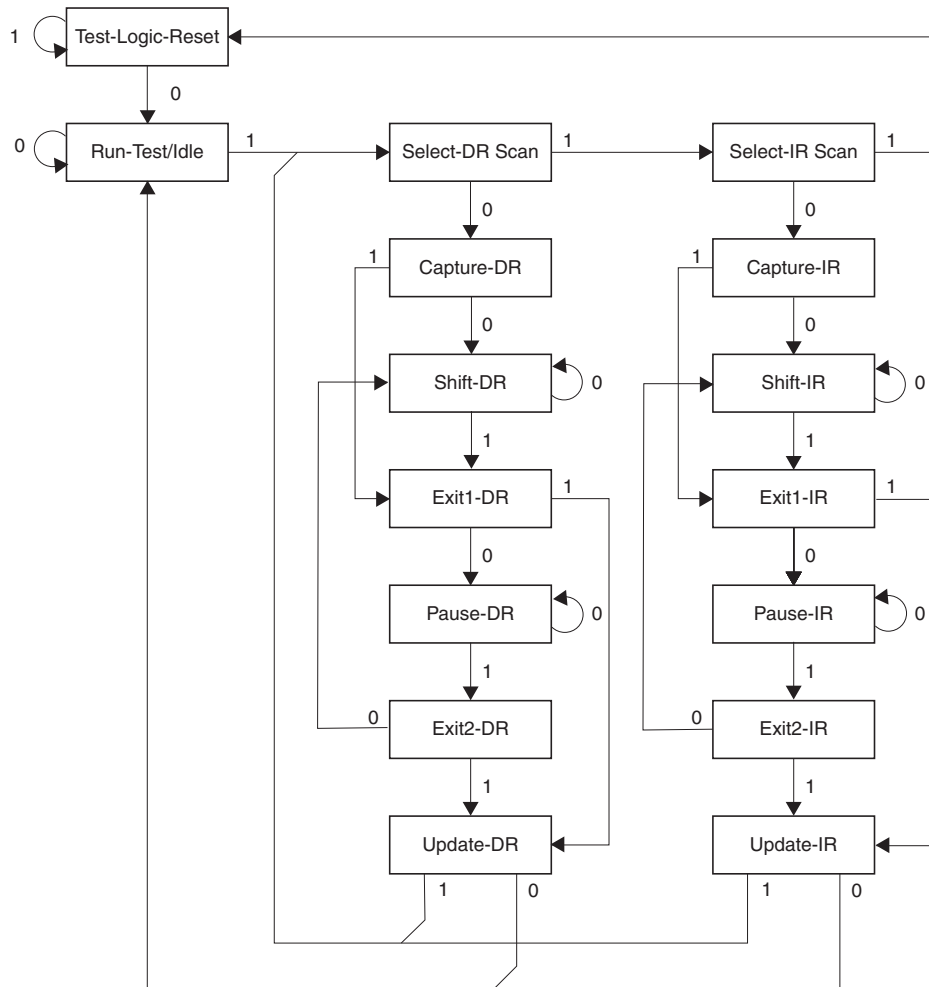 Test-Logic-Reset
1
0
Run-Test/Idle
0
1
Select-DR Scan
1
Select-IR Scan
1
0
0
1
Capture-DR
1
Capture-IR
0
0
Shift-DR
0
Shift-IR
0
1
1
Exit1-DR
1
Exit1-IR
1
0
0
Pause-DR
0
Pause-IR
0
1
1
0
Exit2-DR
0
Exit2-IR
1
1
Update-DR
Update-IR
1
0
1
0